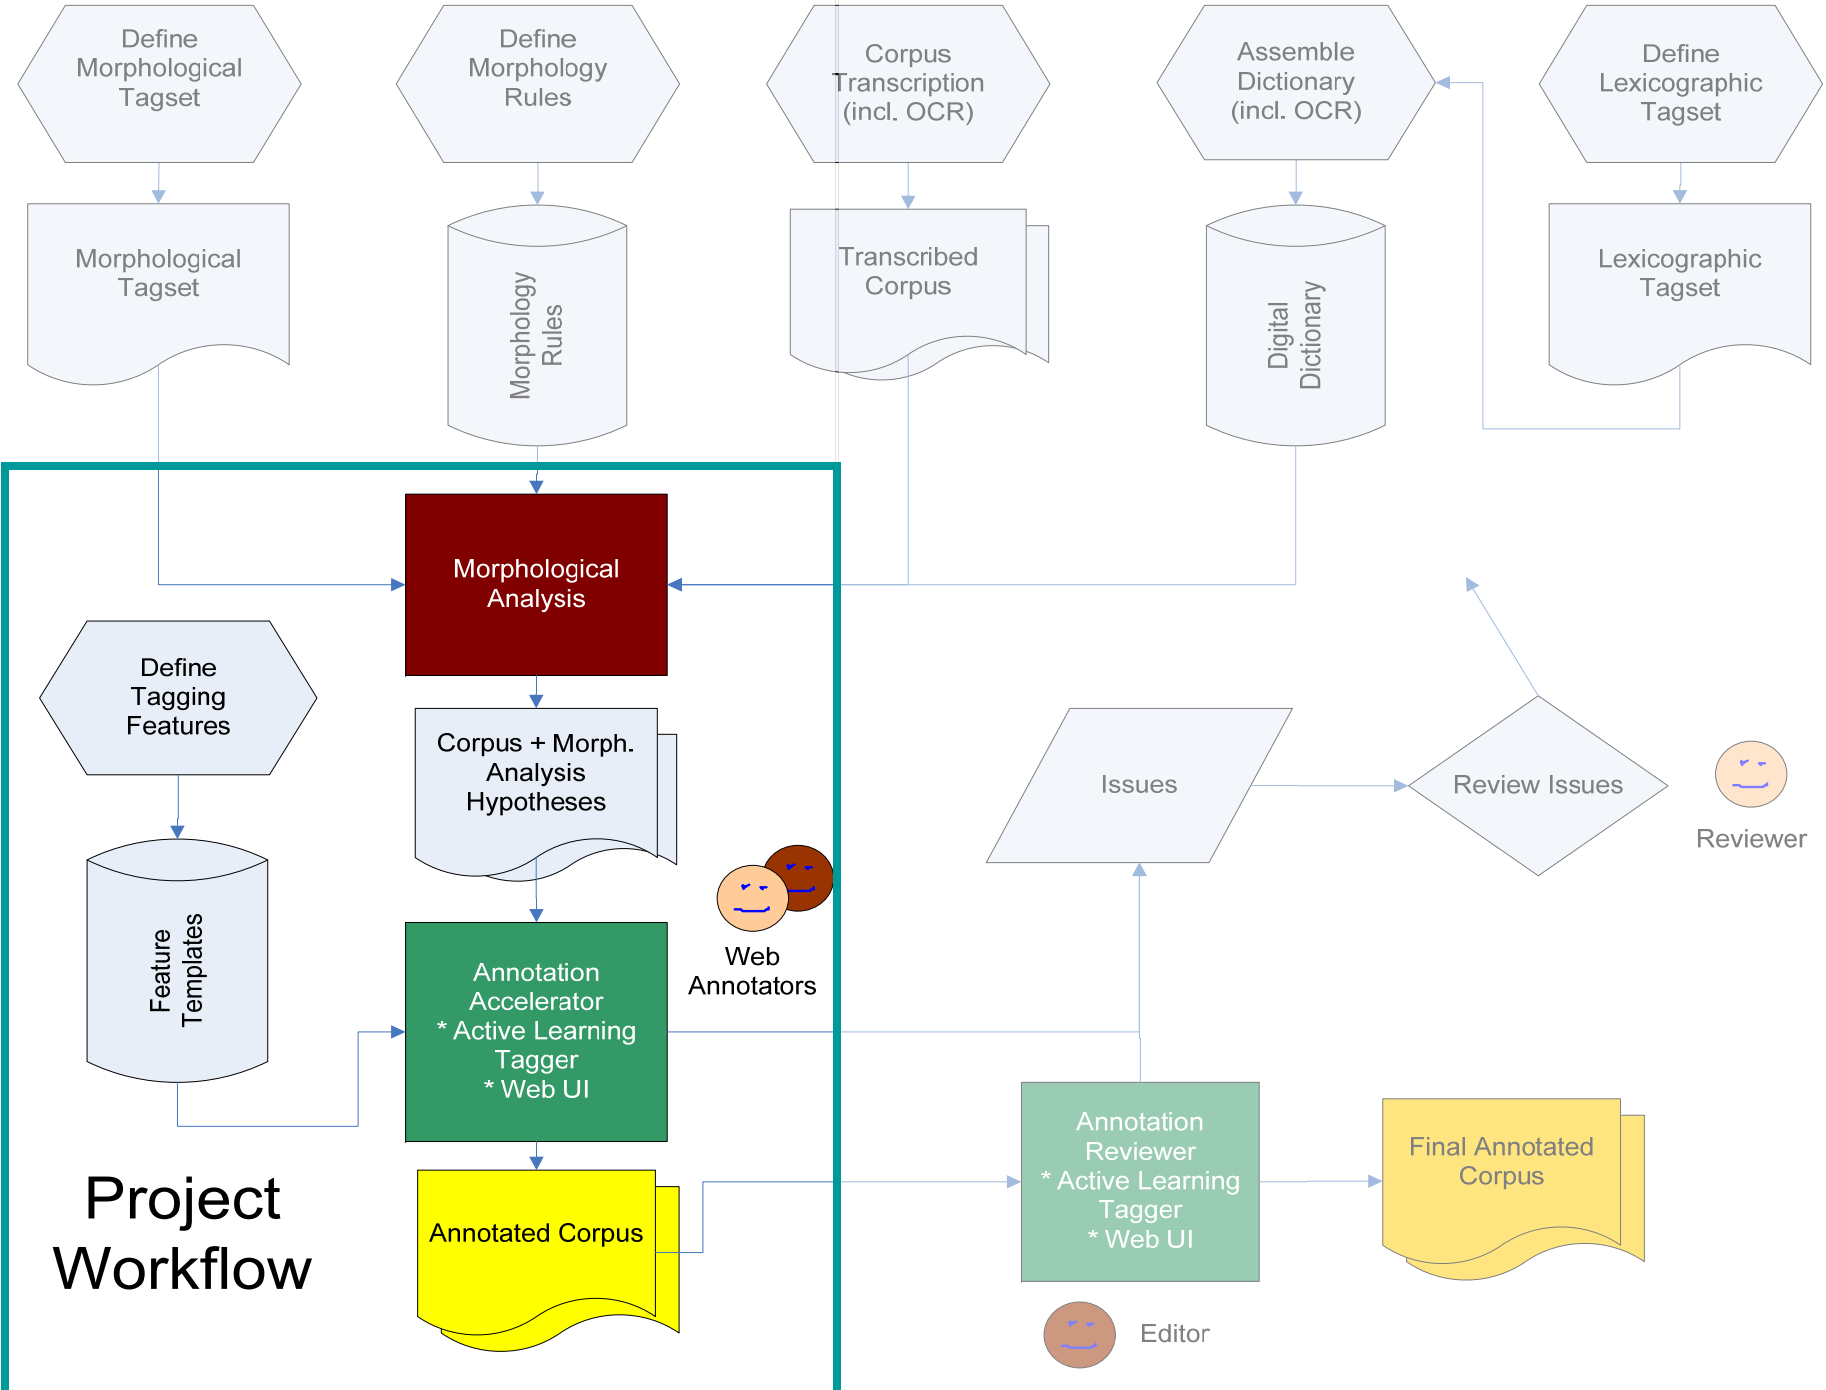 Define
Morphological
Tagset
Define
Morphology
Rules
Corpus
Transcription
(incl. OCR)
Assemble
Dictionary
(incl. OCR)
Define
Lexicographic
Tagset
Morphological
Tagset
Morphology
Rules
Transcribed
Corpus
Digital
Dictionary
Lexicographic
Tagset
Morphological
Analysis
Define
Tagging
Features
Corpus + Morph.
Analysis
Hypotheses
Issues
Review Issues
Reviewer
Feature
Templates
Web
Annotators
Annotation
Accelerator
* Active Learning
Tagger
* Web UI
Annotation
Reviewer
* Active Learning
Tagger
* Web UI
Final Annotated
Corpus
Project
Workflow
Annotated Corpus
Editor